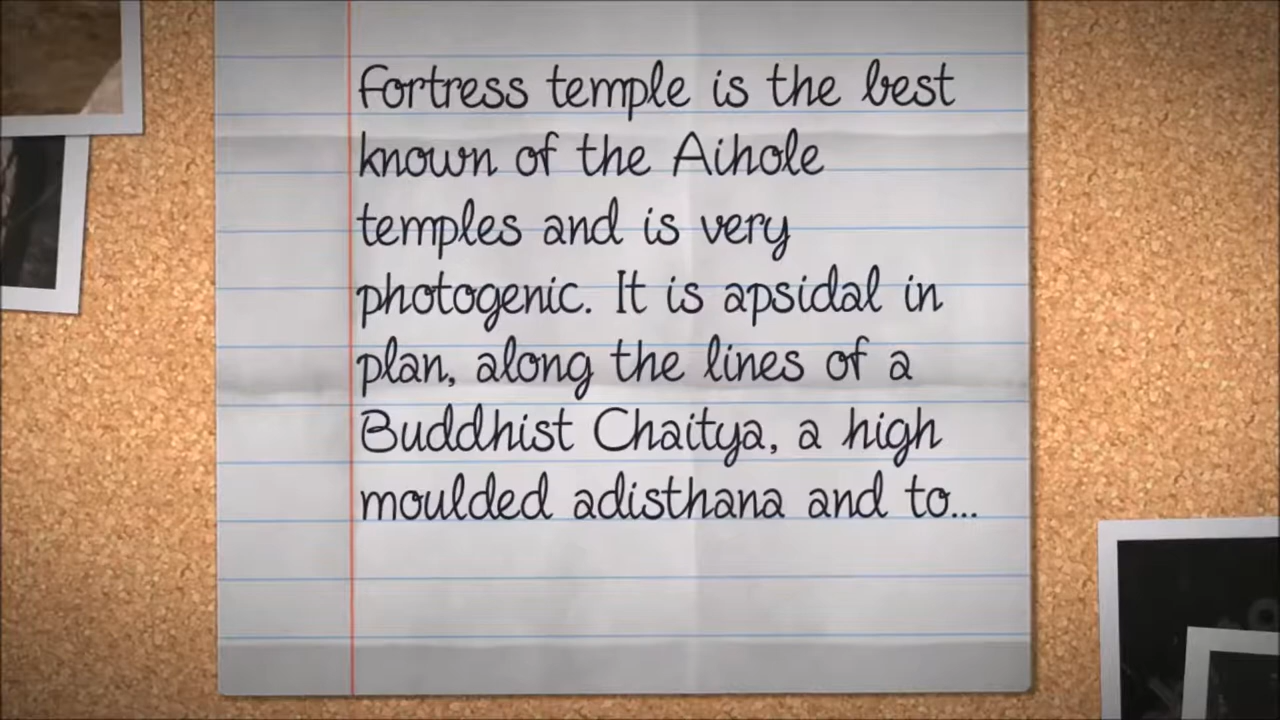 Fortress temple is the best
known of the Aihole
temples and is very
photogenic. It is apsidal in
plan, along the lines of a
Buddhist Chaitya, a high
moulded adisthana and to...